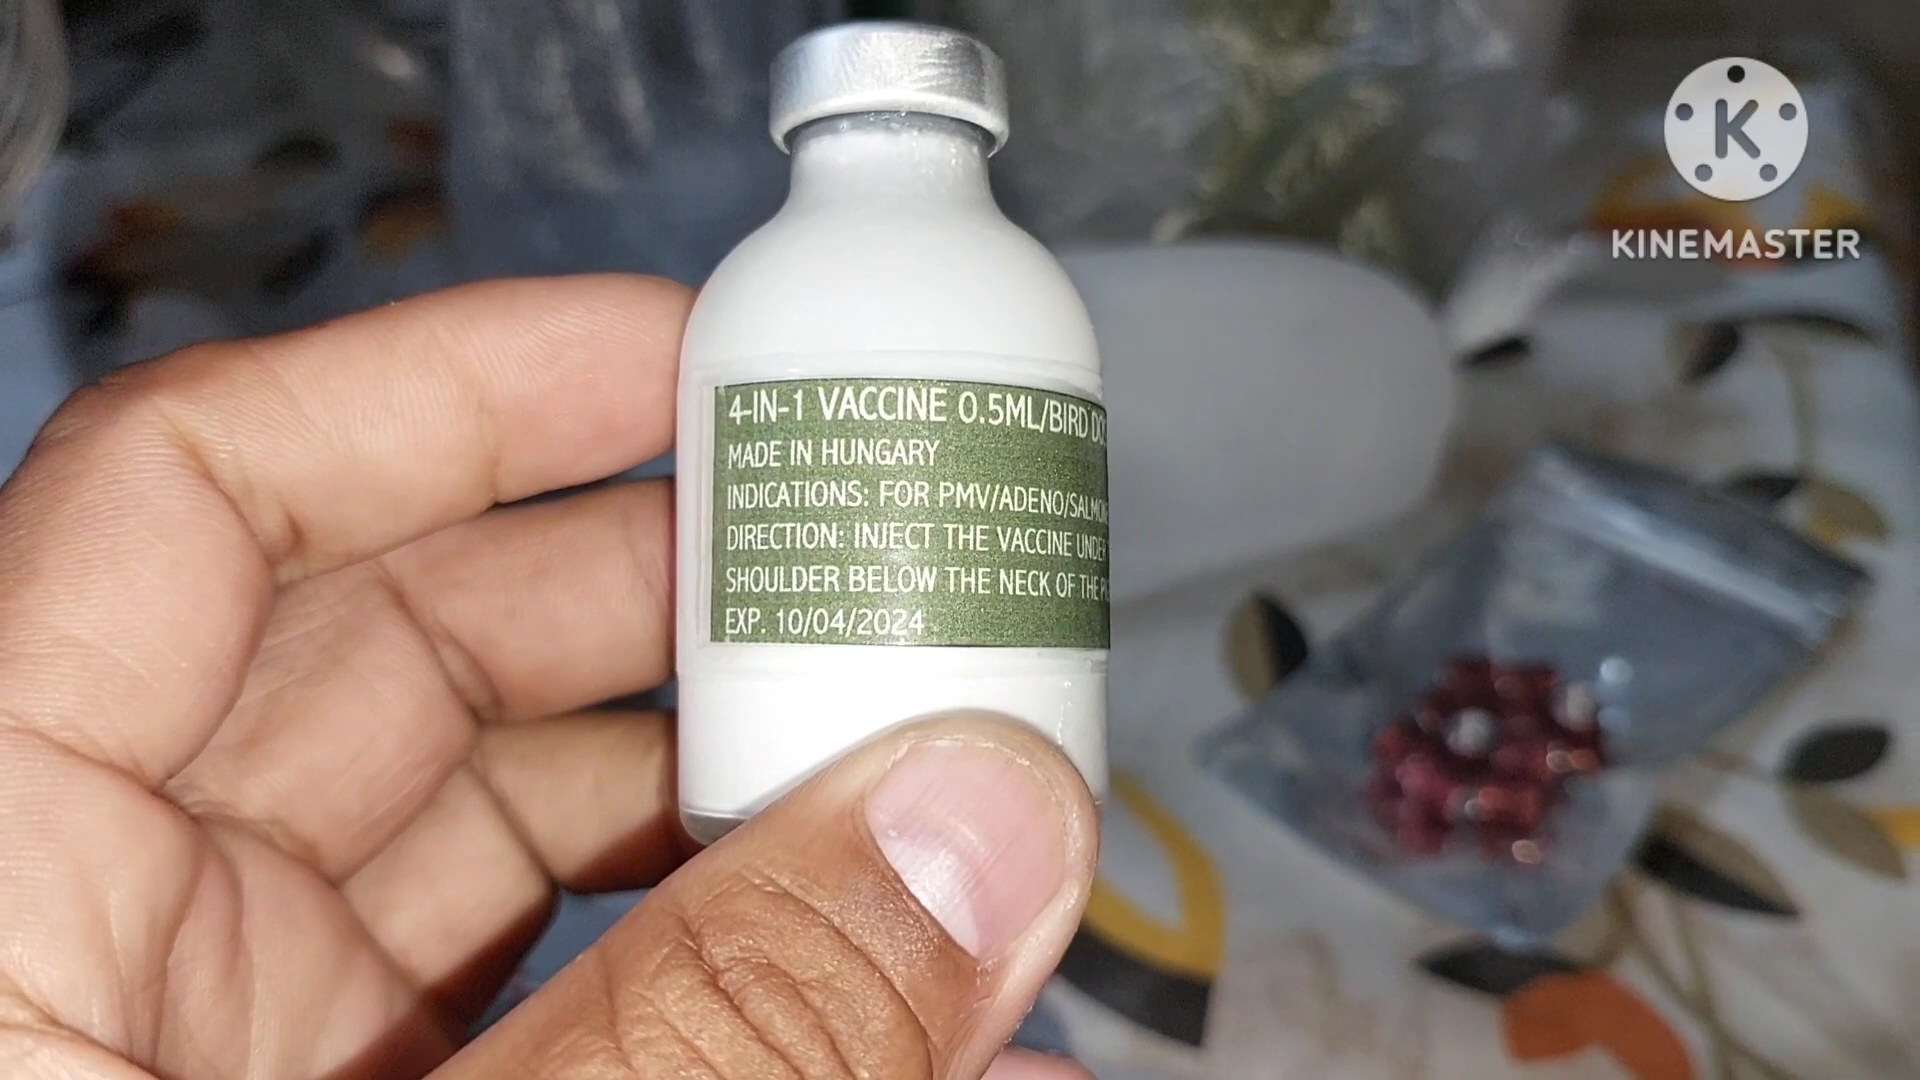 4-IN-1 VACCINE 0.5ML/BIRD
MADE IN HUNGARY
INDICATIONS: FOR PMV/ADENO/
DIRECTION: INJECT THE VACCINE UNDER
SHOULDER BELOW THE NECK OF THE
EXP. 10/04/2024
K
KINEMASTER